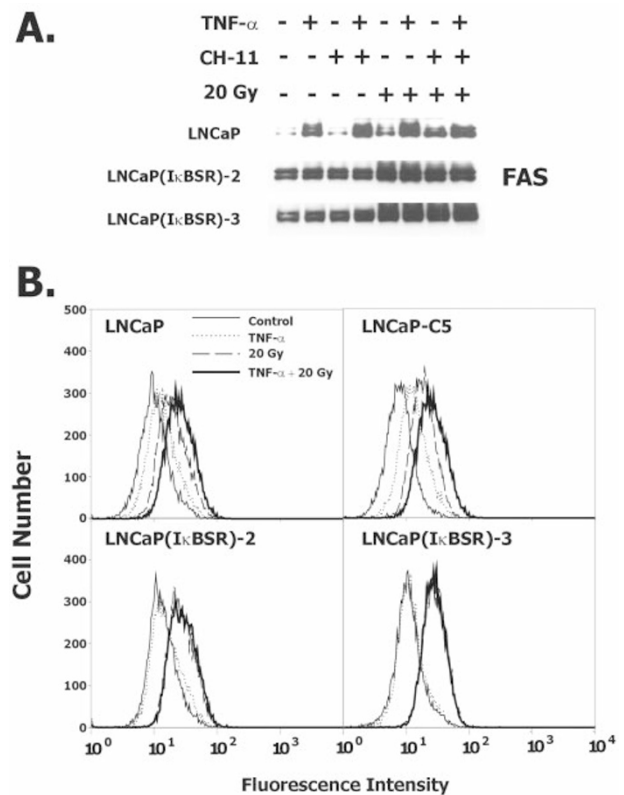 A.
TNF-α - + - + - + - +
CH-11 - - + + - - + +
20 Gy - - - - + + + +
LNCaP
LNCaP(IκBSR)-2
FAS
LNCaP(IκBSR)-3
B.
500
400
300
200
100
0
LNCaP
Control
TNF-α
20 Gy
TNF-α + 20 Gy
LNCaP-C5
Cell Number
400
300
200
100
0
LNCaP(IκBSR)-2
LNCaP(IκBSR)-3
10⁰ 10¹ 10² 10³ 10⁰ 10¹ 10² 10³ 10⁴
Fluorescence Intensity